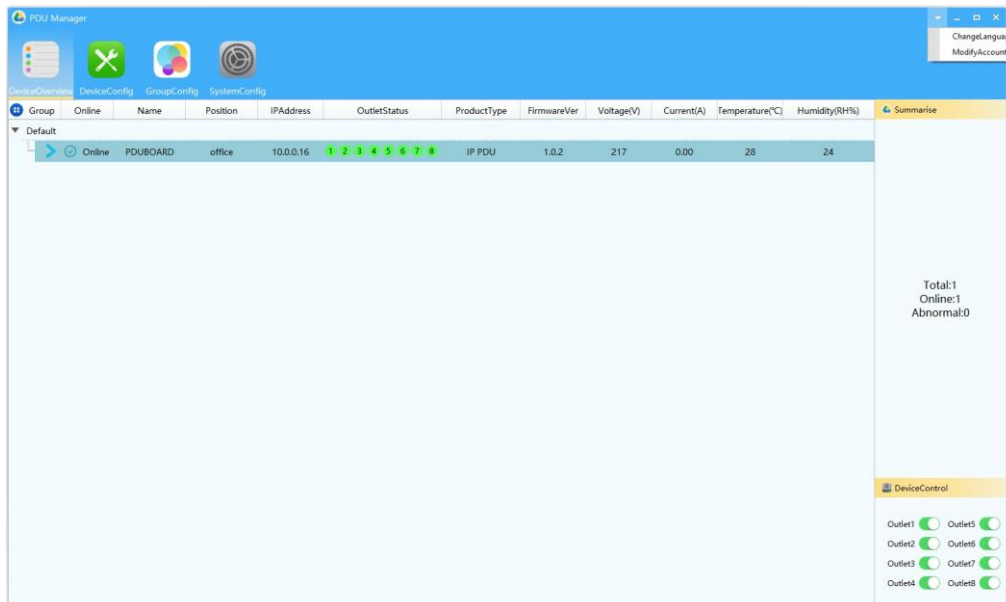 PDU Manager
ChangeLangua
ModifyAccount
DeviceOverview DeviceConfig GroupConfig SystemConfig
Group Online Name Position IPAddress OutletStatus ProductType FirmwareVer Voltage(V) Current(A) Temperature(℃) Humidity(RH%) Summarise
Default
Online PDUBOARD office 10.0.0.16 1 2 3 4 5 6 7 8 IP PDU 1.0.2 217 0.00 28 24
Total:1
Online:1
Abnormal:0
DeviceControl
Outlet1 Outlet5
Outlet2 Outlet6
Outlet3 Outlet7
Outlet4 Outlet8